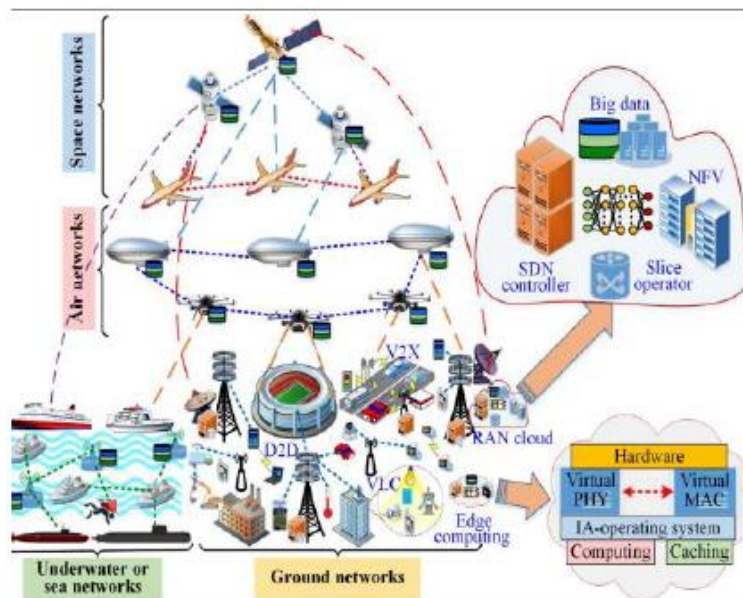 Space networks
Air networks
Big data
NFV
SDN
controller
Slice
operator
V2X
RAN cloud
D2D
VLC
Edge
computing
Hardware
Virtual
PHY
Virtual
MAC
IA-operating system
Computing
Caching
Underwater or
sea networks
Ground networks